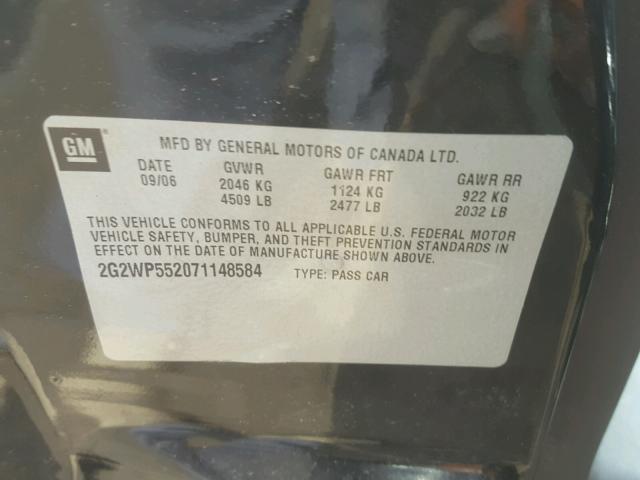 GM
MFD BY GENERAL MOTORS OF CANADA LTD.
DATE GVWR GAWR FRT GAWR RR
09/06 2046 KG 1124 KG 922 KG
4509 LB 2477 LB 2032 LB
THIS VEHICLE CONFORMS TO ALL APPLICABLE U.S. FEDERAL MOTOR
VEHICLE SAFETY, BUMPER, AND THEFT PREVENTION STANDARDS IN
EFFECT ON THE DATE OF MANUFACTURE SHOWN ABOVE.
2G2WP552071148584 TYPE: PASS CAR